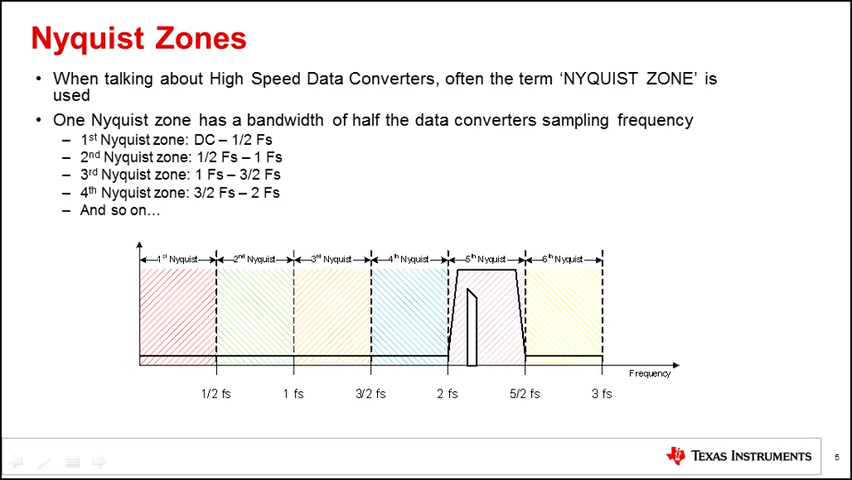 Nyquist Zones
• When talking about High Speed Data Converters, often the term ‘NYQUIST ZONE’ is
used
• One Nyquist zone has a bandwidth of half the data converters sampling frequency
– 1st Nyquist zone: DC – 1/2 Fs
– 2nd Nyquist zone: 1/2 Fs – 1 Fs
– 3rd Nyquist zone: 1 Fs – 3/2 Fs
– 4th Nyquist zone: 3/2 Fs – 2 Fs
– And so on…
1st Nyquist 2nd Nyquist 3rd Nyquist 4th Nyquist 5th Nyquist 6th Nyquist
Frequency
1/2 fs 1 fs 3/2 fs 2 fs 5/2 fs 3 fs
TEXAS INSTRUMENTS
5